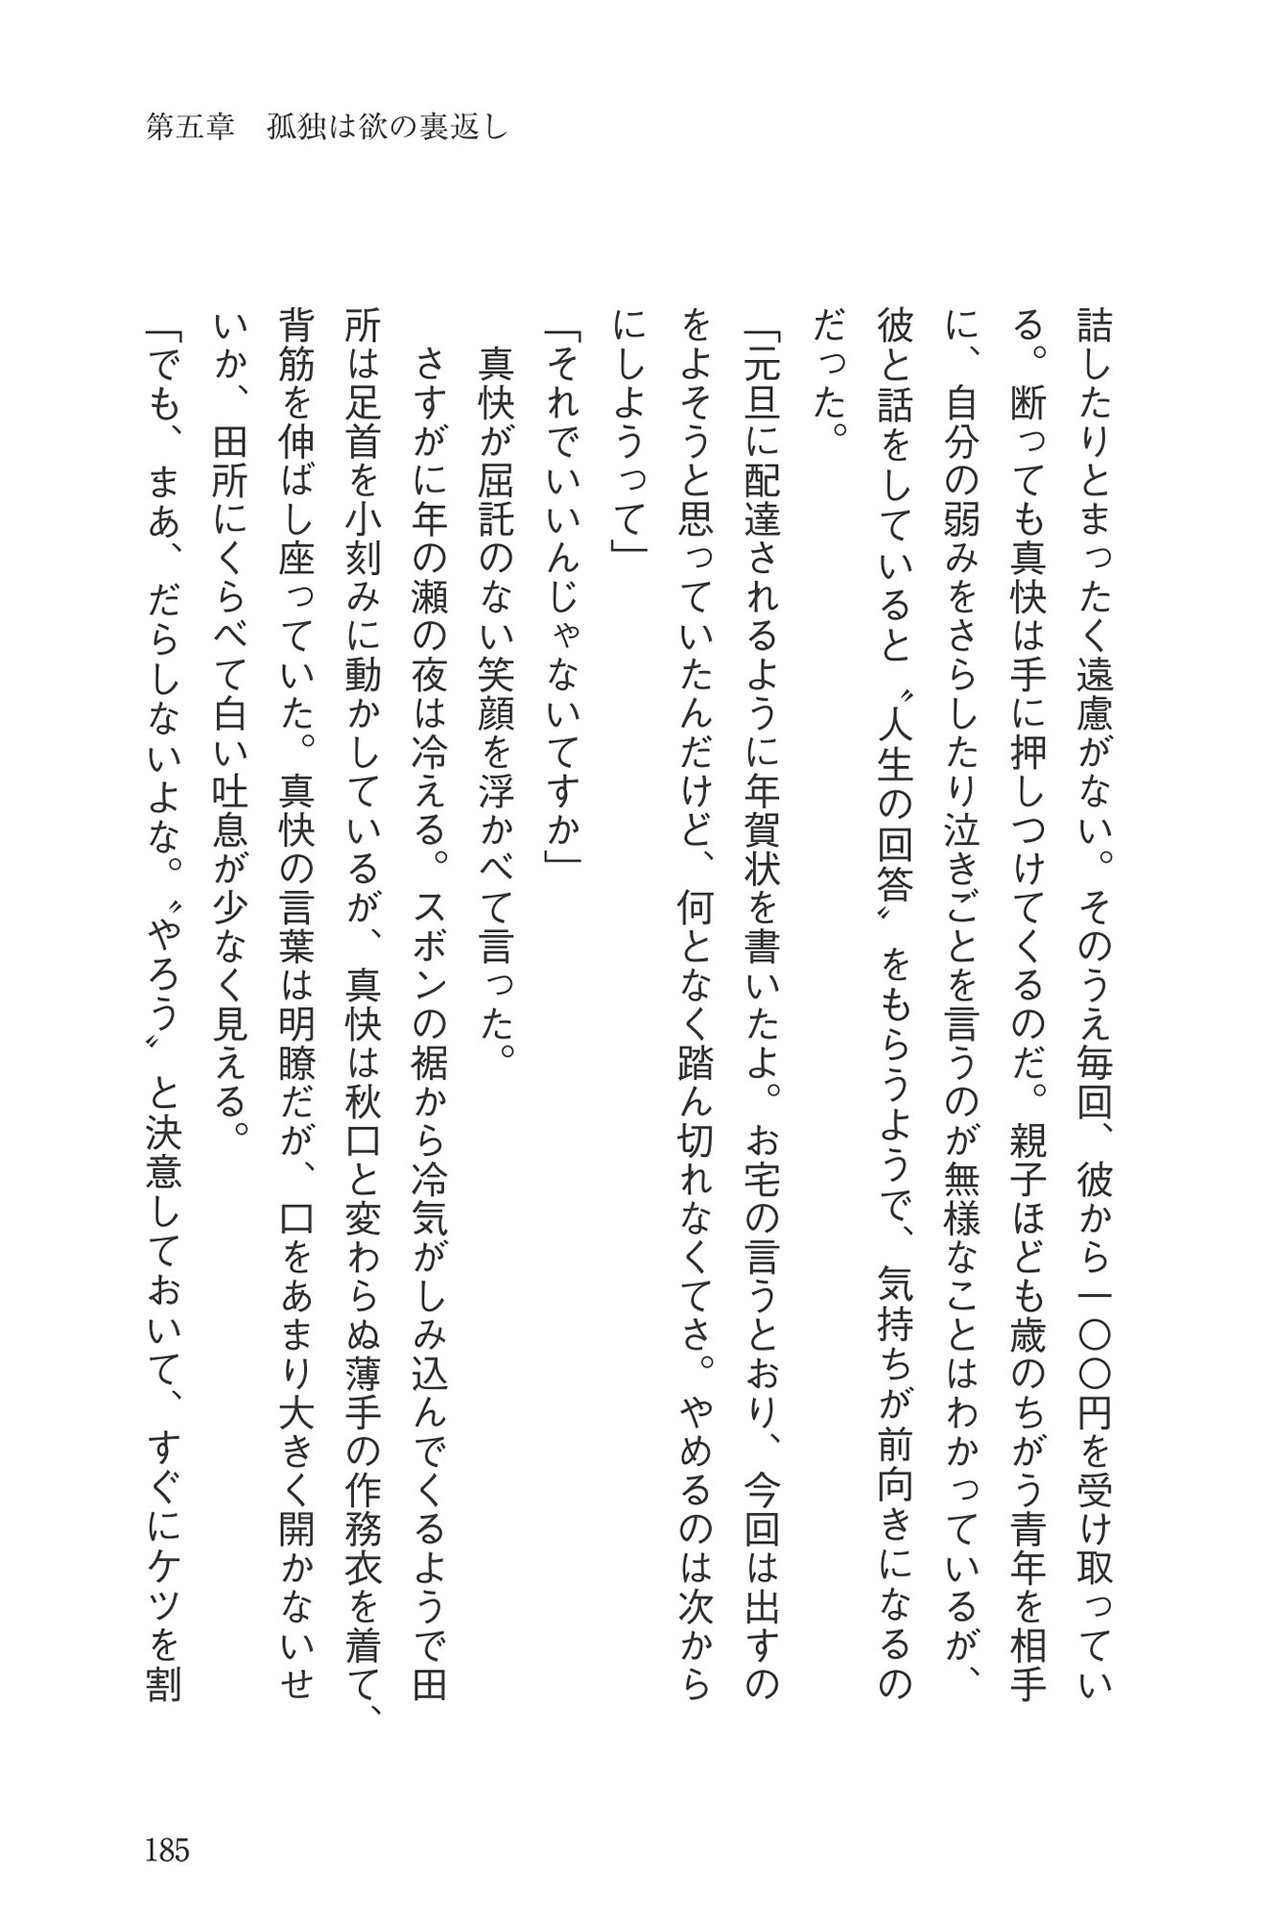 第五章　孤独は欲の裏返し
詰したりとまったく遠慮がない。そのうえ毎回、彼から一〇〇円を受け取ってい
る。断っても真快は手に押しつけてくるのだ。親子ほども歳のちがう青年を相手
に、自分の弱みをさらしたり泣きごとを言うのが無様なことはわかっているが、
彼と話をしていると〝人生の回答〟をもらうようで、気持ちが前向きになるの
だった。
「元旦に配達されるように年賀状を書いたよ。お宅の言うとおり、今回は出すの
をよそうと思っていたんだけど、何となく踏ん切れなくてさ。やめるのは次から
にしようって」
「それでいいんじゃないてすか」
　真快が屈託のない笑顔を浮かべて言った。
　さすがに年の瀬の夜は冷える。スボンの裾から冷気がしみ込んでくるようで田
所は足首を小刻みに動かしているが、真快は秋口と変わらぬ薄手の作務衣を着て、
背筋を伸ばし座っていた。真快の言葉は明瞭だが、口をあまり大きく開かないせ
いか、田所にくらべて白い吐息が少なく見える。
「でも、まあ、だらしないよな。〝やろう〟と決意しておいて、すぐにケツを割
185